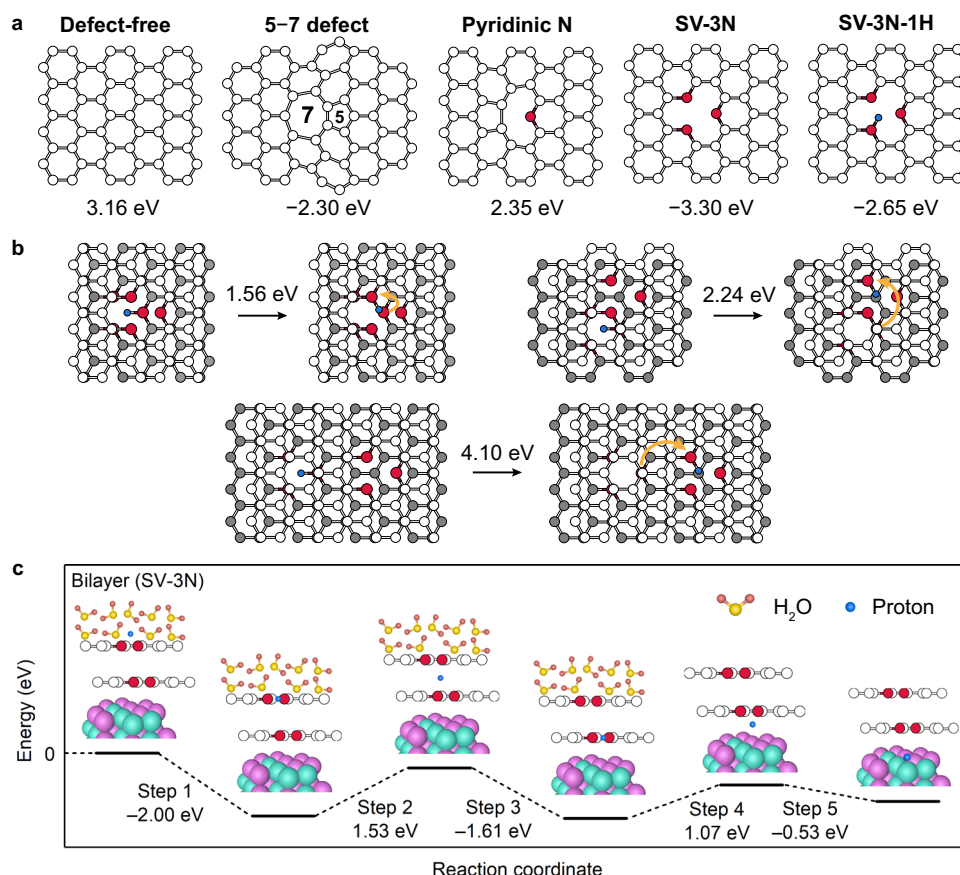 a
Defect-free 5−7 defect Pyridinic N SV-3N SV-3N-1H
7 5
3.16 eV −2.30 eV 2.35 eV −3.30 eV −2.65 eV
b
1.56 eV 2.24 eV
4.10 eV
c
Bilayer (SV-3N)
H₂O Proton
Energy (eV)
0
Step 1 Step 2 Step 3 Step 4 Step 5
−2.00 eV 1.53 eV −1.61 eV 1.07 eV −0.53 eV
Reaction coordinate